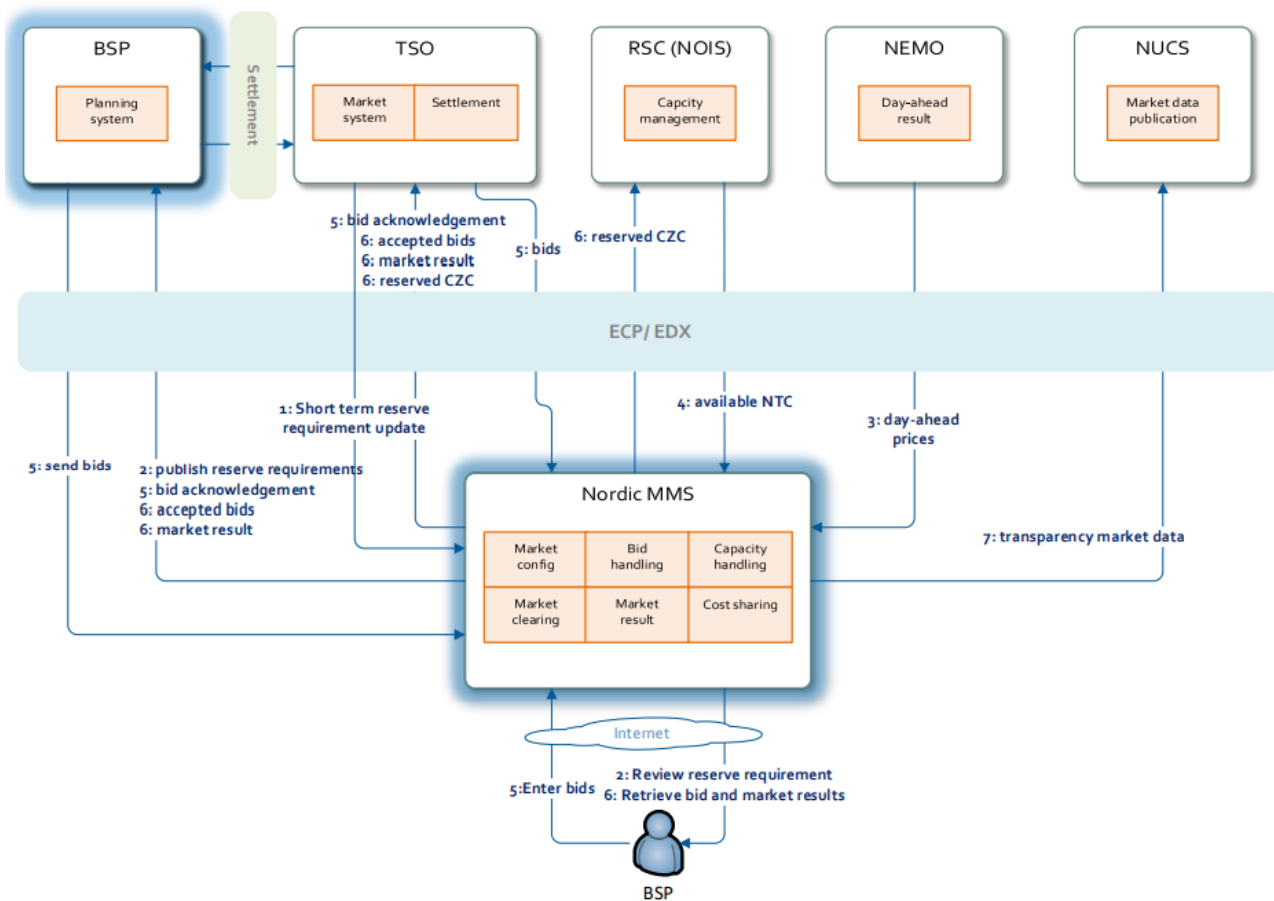 BSP
TSO
RSC (NOIS)
NEMO
NUCS
Planning
system
Settlement
Market
system
Settlement
Capcity
management
Day-ahead
result
Market data
publication
5: bid acknowledgement
6: accepted bids
6: market result
6: reserved CZC
5: bids
6: reserved CZC
ECP/ EDX
1: Short term reserve
requirement update
4: available NTC
3: day-ahead
prices
5: send bids
2: publish reserve requirements
5: bid acknowledgement
6: accepted bids
6: market result
Nordic MMS
Market
config
Bid
handling
Capacity
handling
Market
clearing
Market
result
Cost sharing
7: transparency market data
Internet
5:Enter bids
2: Review reserve requirement
6: Retrieve bid and market results
BSP